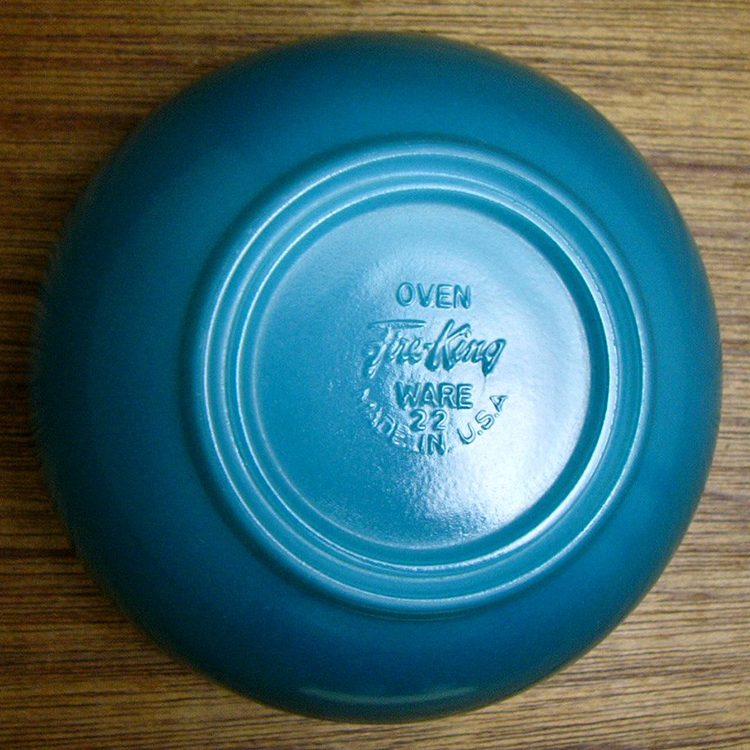 OVEN
Fire-King
WARE
22
MADE IN U.S.A